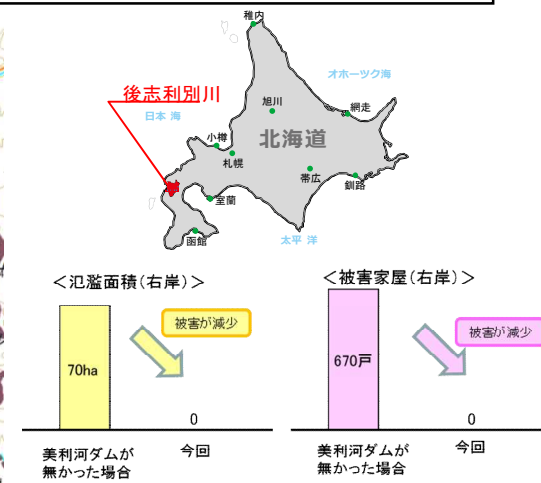 稚内
オホーツク海
後志利別川
日本 海
旭川
網走
小樽
北海道
札幌
帯広
釧路
室蘭
太平 洋
函館
＜氾濫面積(右岸)＞
被害が減少
70ha
0
美利河ダムが
無かった場合
今回
＜被害家屋(右岸)＞
被害が減少
670戸
0
美利河ダムが
無かった場合
今回